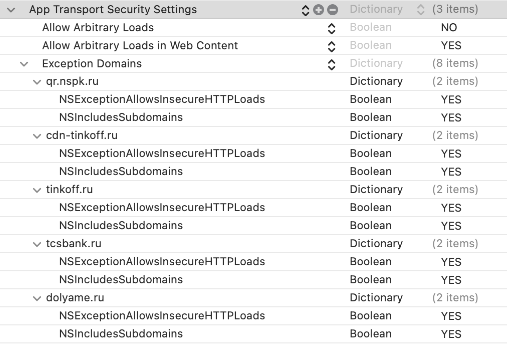 App Transport Security Settings Dictionary (3 items)
Allow Arbitrary Loads Boolean NO
Allow Arbitrary Loads in Web Content Boolean YES
Exception Domains Dictionary (8 items)
qr.nspk.ru Dictionary (2 items)
NSExceptionAllowsInsecureHTTPLoads Boolean YES
NSIncludesSubdomains Boolean YES
cdn-tinkoff.ru Dictionary (2 items)
NSExceptionAllowsInsecureHTTPLoads Boolean YES
NSIncludesSubdomains Boolean YES
tinkoff.ru Dictionary (2 items)
NSExceptionAllowsInsecureHTTPLoads Boolean YES
NSIncludesSubdomains Boolean YES
tcsbank.ru Dictionary (2 items)
NSExceptionAllowsInsecureHTTPLoads Boolean YES
NSIncludesSubdomains Boolean YES
dolyame.ru Dictionary (2 items)
NSExceptionAllowsInsecureHTTPLoads Boolean YES
NSIncludesSubdomains Boolean YES